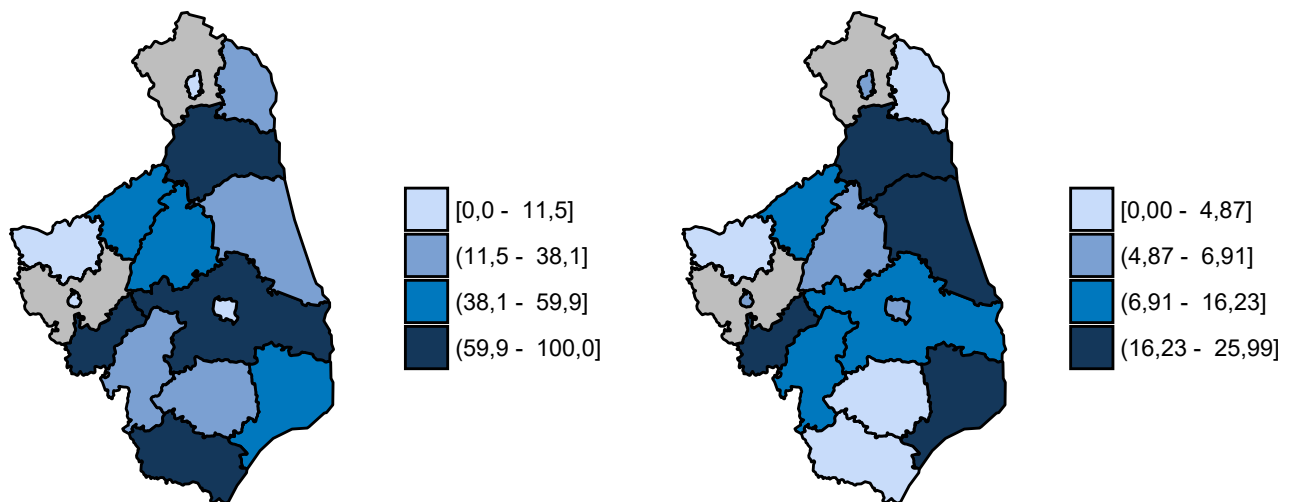 [0,0 - 11,5]
(11,5 - 38,1]
(38,1 - 59,9]
(59,9 - 100,0]
[0,00 - 4,87]
(4,87 - 6,91]
(6,91 - 16,23]
(16,23 - 25,99]